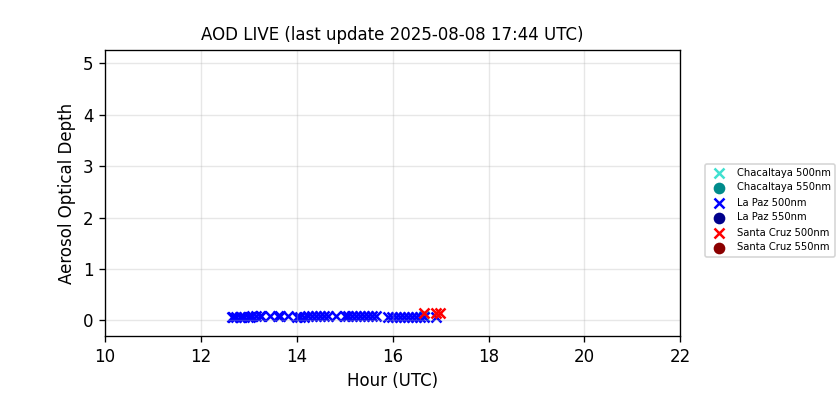 AOD LIVE (last update 2025-08-08 17:44 UTC)
Aerosol Optical Depth
5
4
3
2
1
0
10 12 14 16 18 20 22
Hour (UTC)
Chacaltaya 500nm
Chacaltaya 550nm
La Paz 500nm
La Paz 550nm
Santa Cruz 500nm
Santa Cruz 550nm